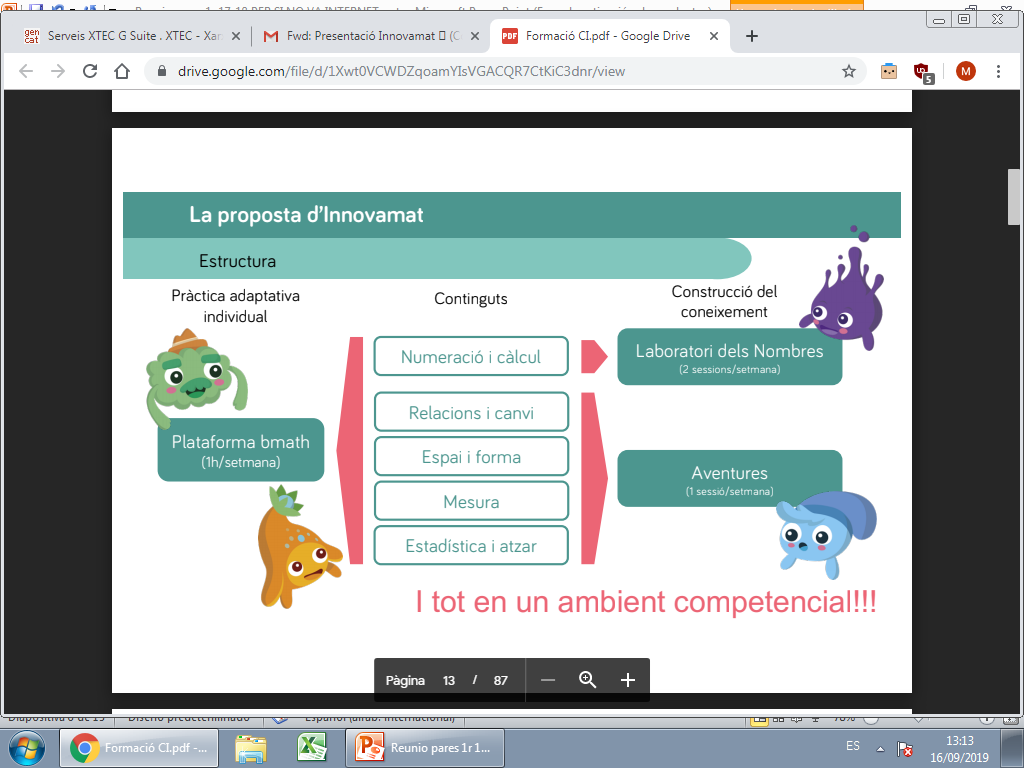 Serveis XTEC G Suite . XTEC - Xar
Fwd: Presentació Innovamat
Formació CI.pdf - Google Drive
drive.google.com/file/d/1Xwt0VCWDZqoamYIsVGACQR7CtKiC3dnr/view
5
M
La proposta d'Innovamat
Estructura
Pràctica adaptativa
individual
Continguts
Construcció del
coneixement
Numeració i càlcul
Laboratori dels Nombres
(2 sessions/setmana)
Relacions i canvi
Plataforma bmath
(1h/setmana)
Espai i forma
Aventures
(1 sessió/setmana)
Mesura
Estadística i atzar
I tot en un ambient competencial!!!
Pàgina 13 / 87
Formació CI.pdf -...
Reunio pares 1r 1...
ES
13:13
16/09/2019